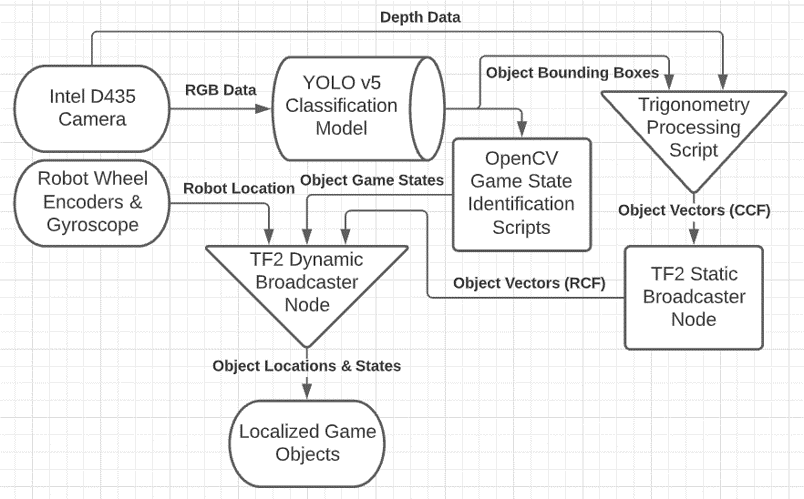 Depth Data
Intel D435
Camera
RGB Data
YOLO v5
Classification
Model
Object Bounding Boxes
Trigonometry
Processing
Script
Robot Wheel
Encoders &
Gyroscope
Robot Location
Object Game States
OpenCV
Game State
Identification
Scripts
Object Vectors (CCF)
TF2 Dynamic
Broadcaster
Node
Object Vectors (RCF)
TF2 Static
Broadcaster
Node
Object Locations & States
Localized Game
Objects